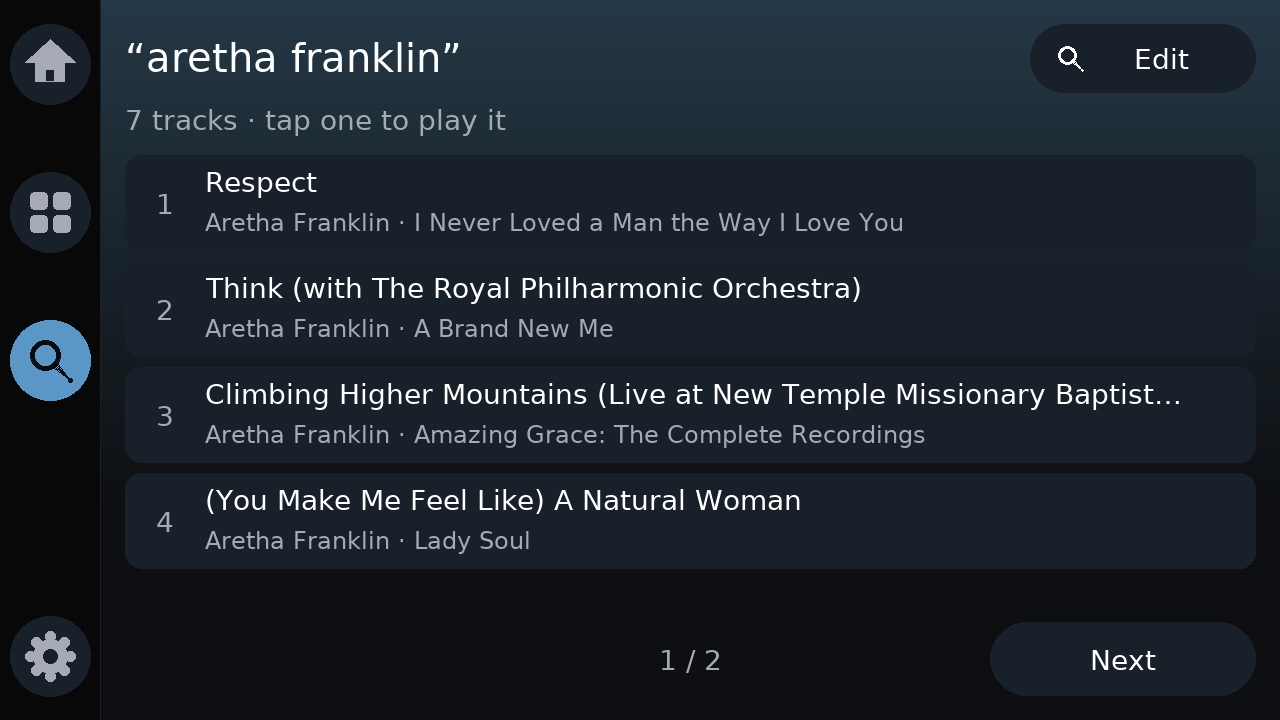 “aretha franklin”
Edit
7 tracks · tap one to play it
1
Respect
Aretha Franklin · I Never Loved a Man the Way I Love You
2
Think (with The Royal Philharmonic Orchestra)
Aretha Franklin · A Brand New Me
3
Climbing Higher Mountains (Live at New Temple Missionary Baptist…
Aretha Franklin · Amazing Grace: The Complete Recordings
4
(You Make Me Feel Like) A Natural Woman
Aretha Franklin · Lady Soul
1 / 2
Next